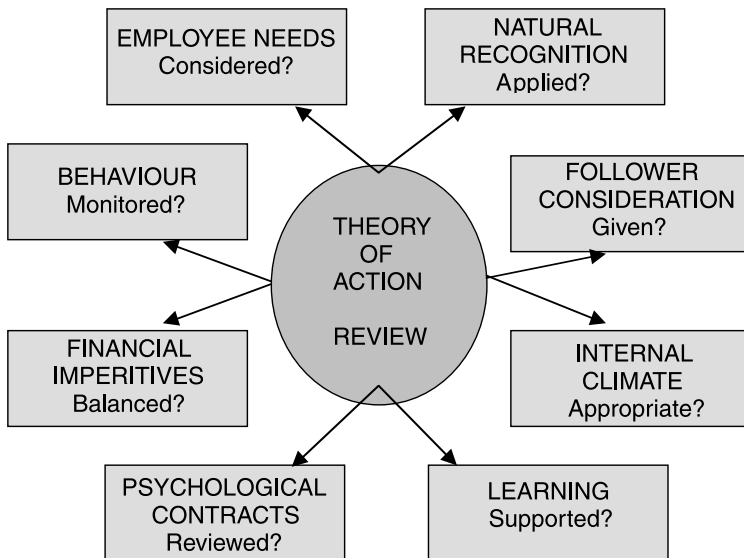 EMPLOYEE NEEDS
Considered?
NATURAL
RECOGNITION
Applied?
BEHAVIOUR
Monitored?
FOLLOWER
CONSIDERATION
Given?
THEORY
OF
ACTION
REVIEW
FINANCIAL
IMPERITIVES
Balanced?
INTERNAL
CLIMATE
Appropriate?
PSYCHOLOGICAL
CONTRACTS
Reviewed?
LEARNING
Supported?